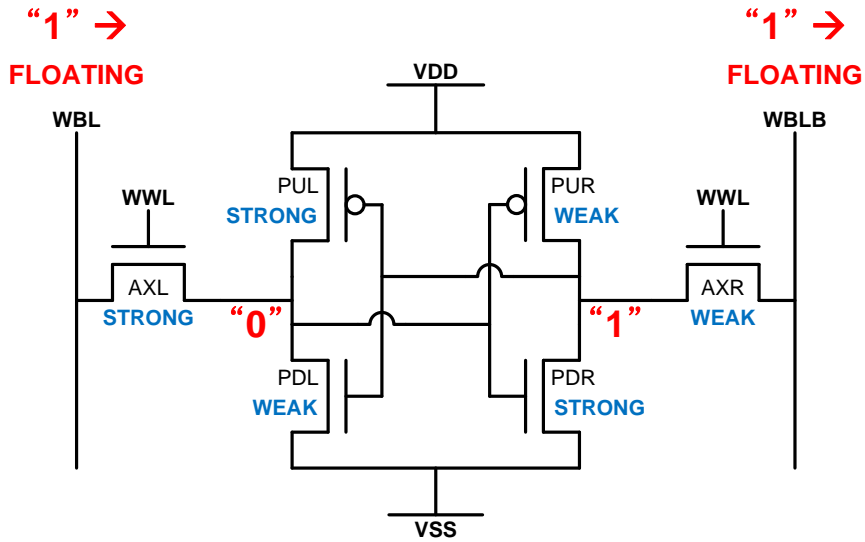 “1” → “1” →
FLOATING FLOATING
VDD
WBL WBLB
PUL PUR
STRONG WEAK
WWL WWL
AXL AXR
STRONG “0” “1” WEAK
PDL PDR
WEAK STRONG
VSS